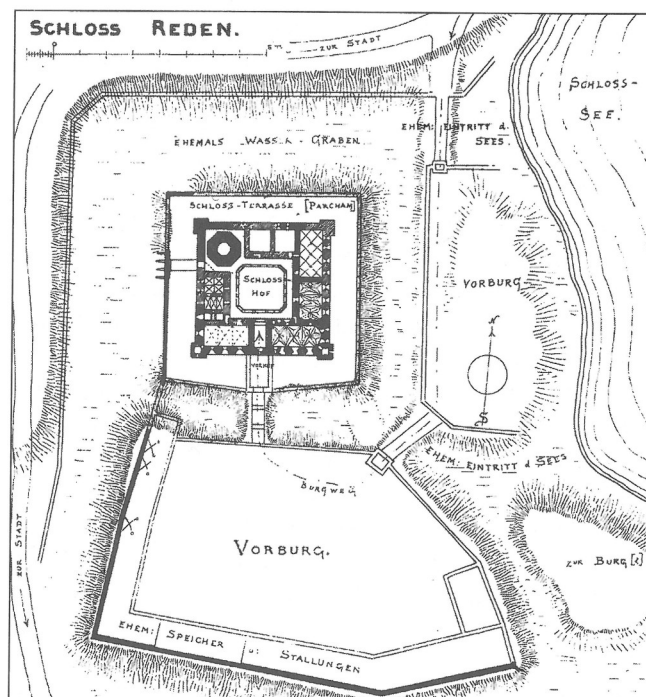 SCHLOSS REDEN.
ZUR STADT
SCHLOSS-
SEE.
EHEM: EINTRITT d.
SEES.
EHEMALS WASS.R - GRABEN
SCHLOSS-TERRASSE [PARCHAM]
SCHLOSS
HOF
VORBURG
N
S
BURGWEG
EHEM: EINTRITT d SEES
VORBURG.
ZUR BURG [?]
ZUR STADT
EHEM: SPEICHER u: STALLUNGEN